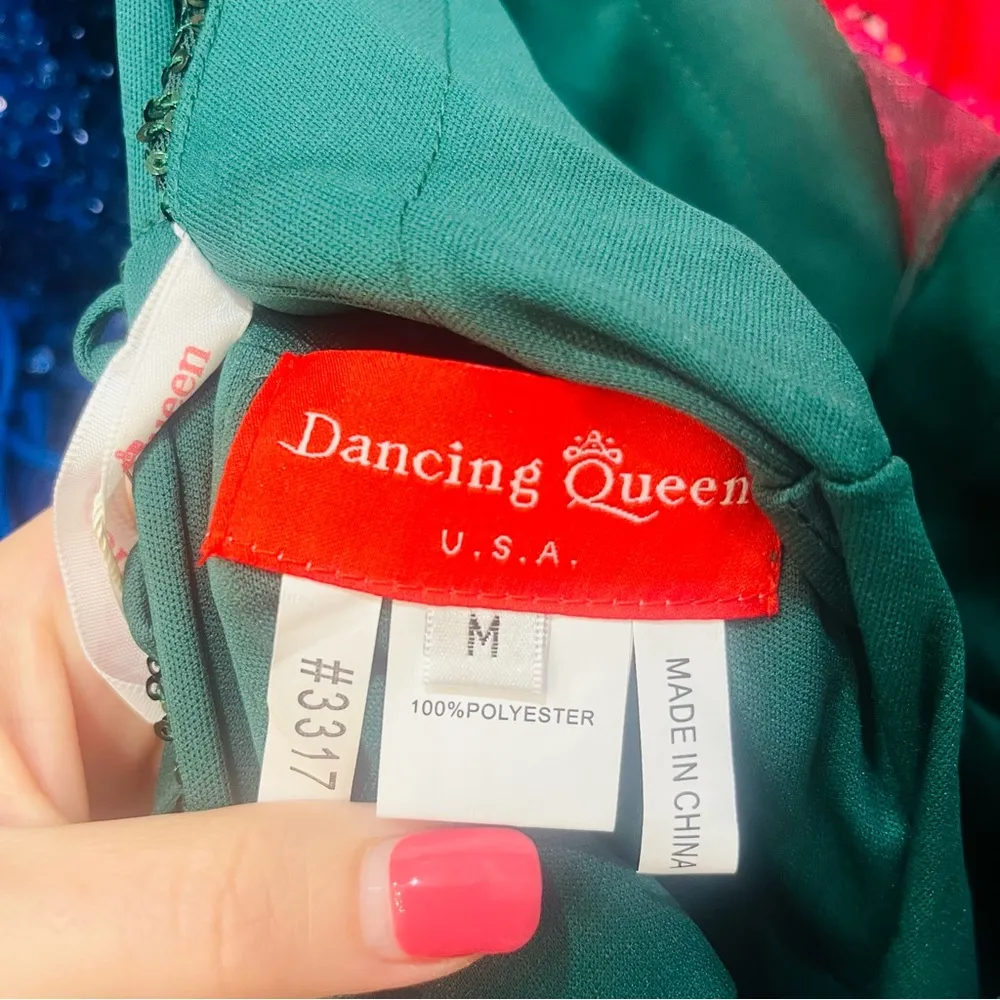 Dancing Queen
U.S.A.
M
#3317
100%POLYESTER
MADE IN CHINA